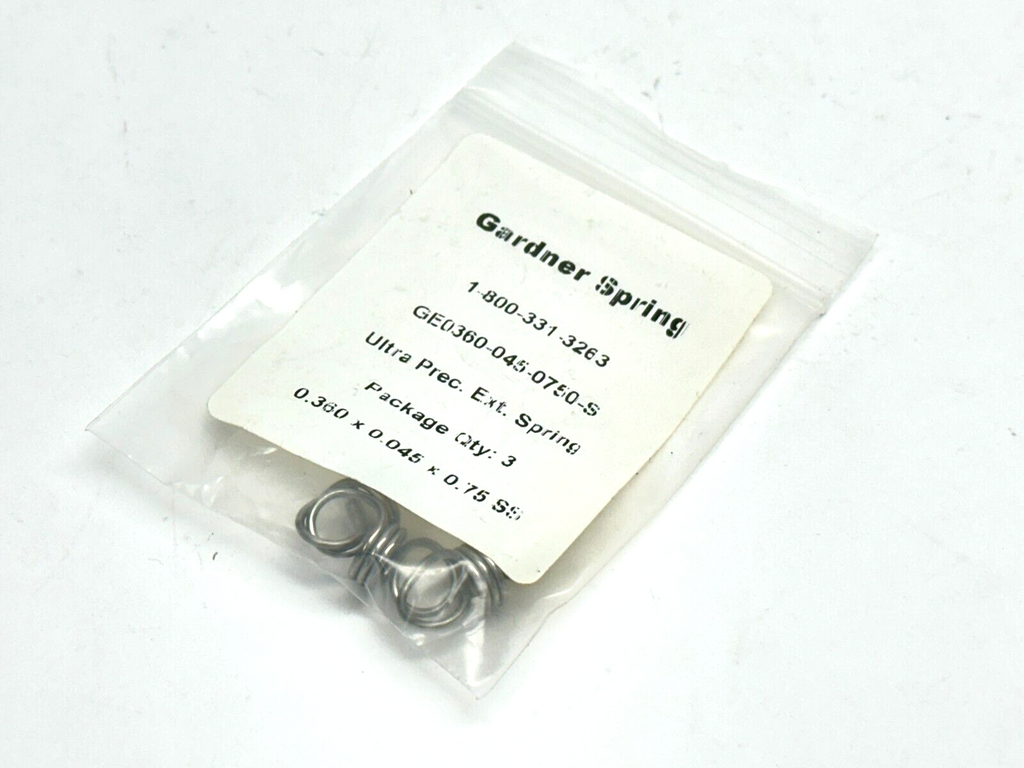 Gardner Spring
1-800-331-3263
GE0360-045-0750-S
Ultra Prec. Ext. Spring
Package Qty: 3
0.360 x 0.045 x 0.75 SS